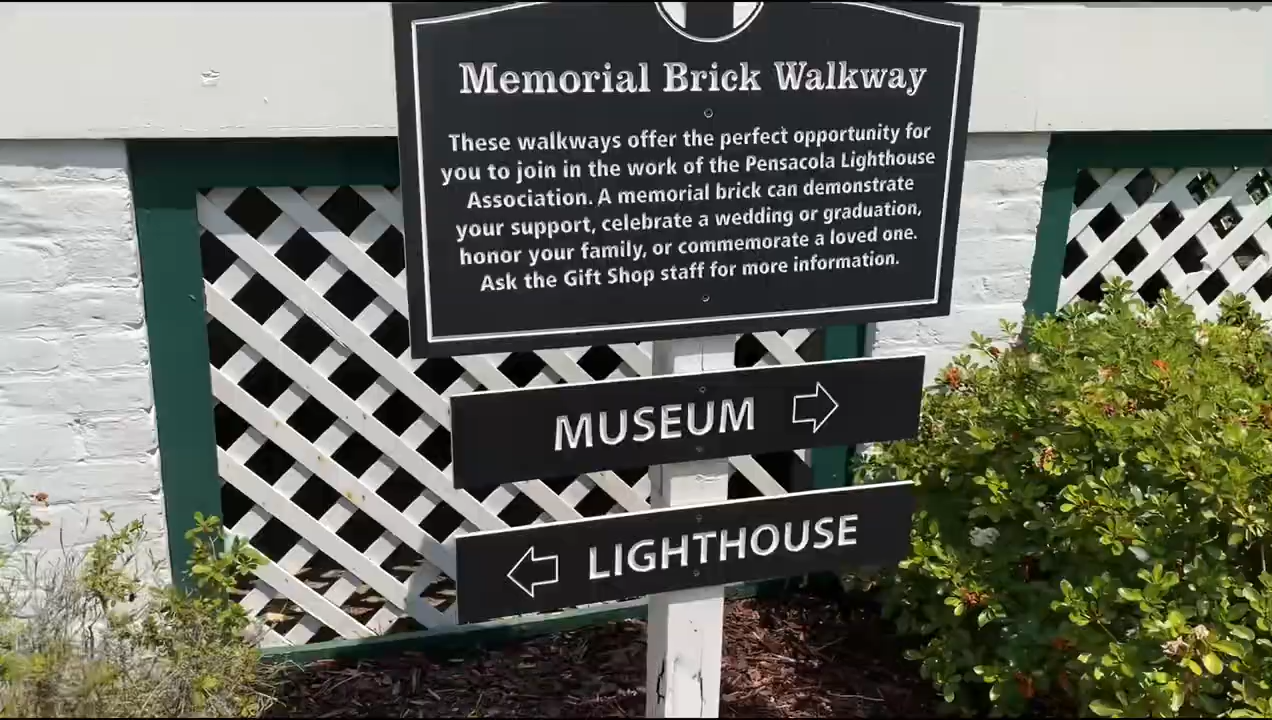 Memorial Brick Walkway
These walkways offer the perfect opportunity for
you to join in the work of the Pensacola Lighthouse
Association. A memorial brick can demonstrate
your support, celebrate a wedding or graduation,
honor your family, or commemorate a loved one.
Ask the Gift Shop staff for more information.
MUSEUM
LIGHTHOUSE